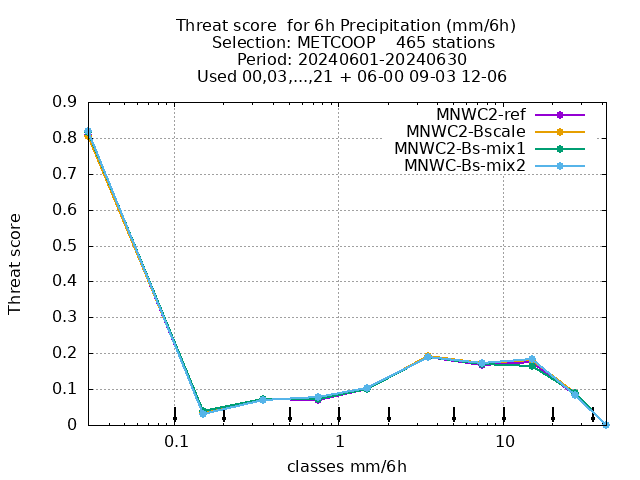 Threat score  for 6h Precipitation (mm/6h)
Selection: METCOOP    465 stations
Period: 20240601-20240630
Used 00,03,...,21 + 06-00 09-03 12-06
MNWC2-ref
MNWC2-Bscale
MNWC2-Bs-mix1
MNWC-Bs-mix2
Threat score
0.9
0.8
0.7
0.6
0.5
0.4
0.3
0.2
0.1
0
0.1
1
10
classes mm/6h